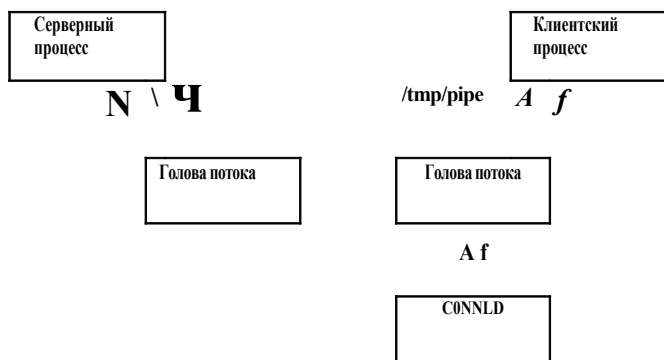 Серверный
процесс
Клиентский
процесс
N \ Ч
/tmp/pipe A f
Голова потока
Голова потока
A f
C0NNLD